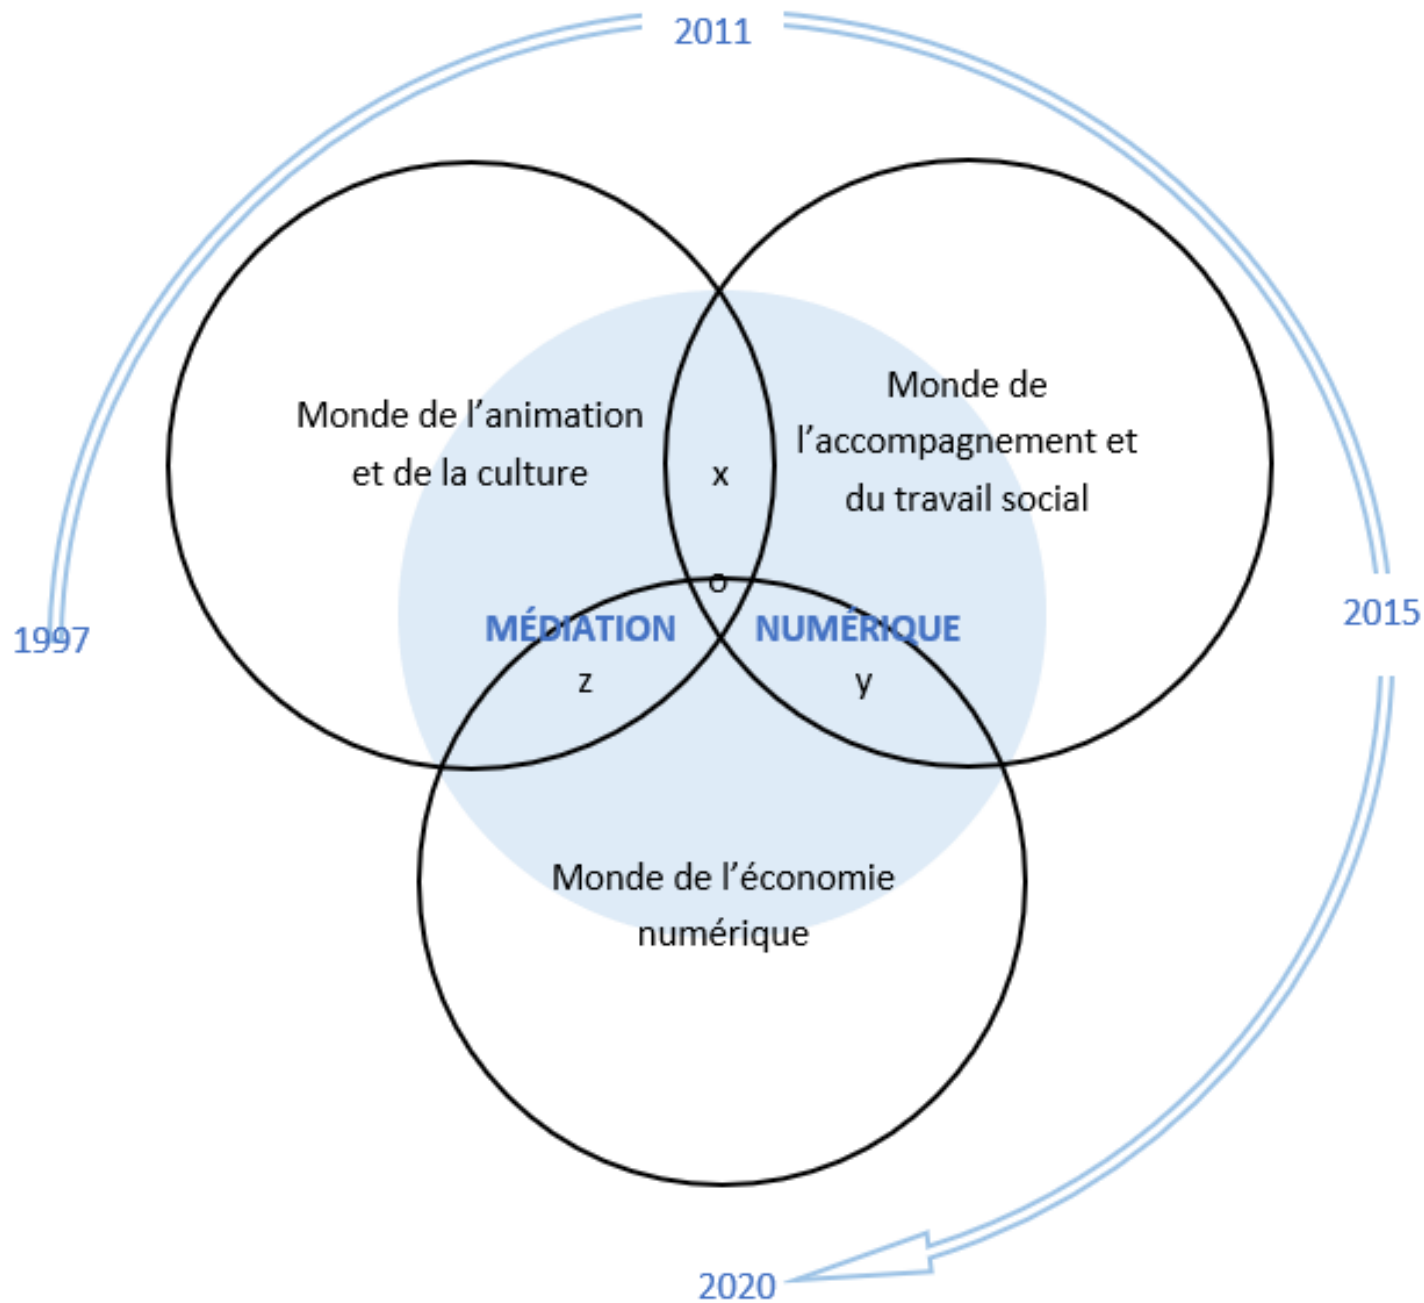 2011
Monde de l’animation
et de la culture
Monde de
l’accompagnement et
du travail social
x
o
1997
MÉDIATION NUMÉRIQUE
2015
z
y
Monde de l’économie
numérique
2020